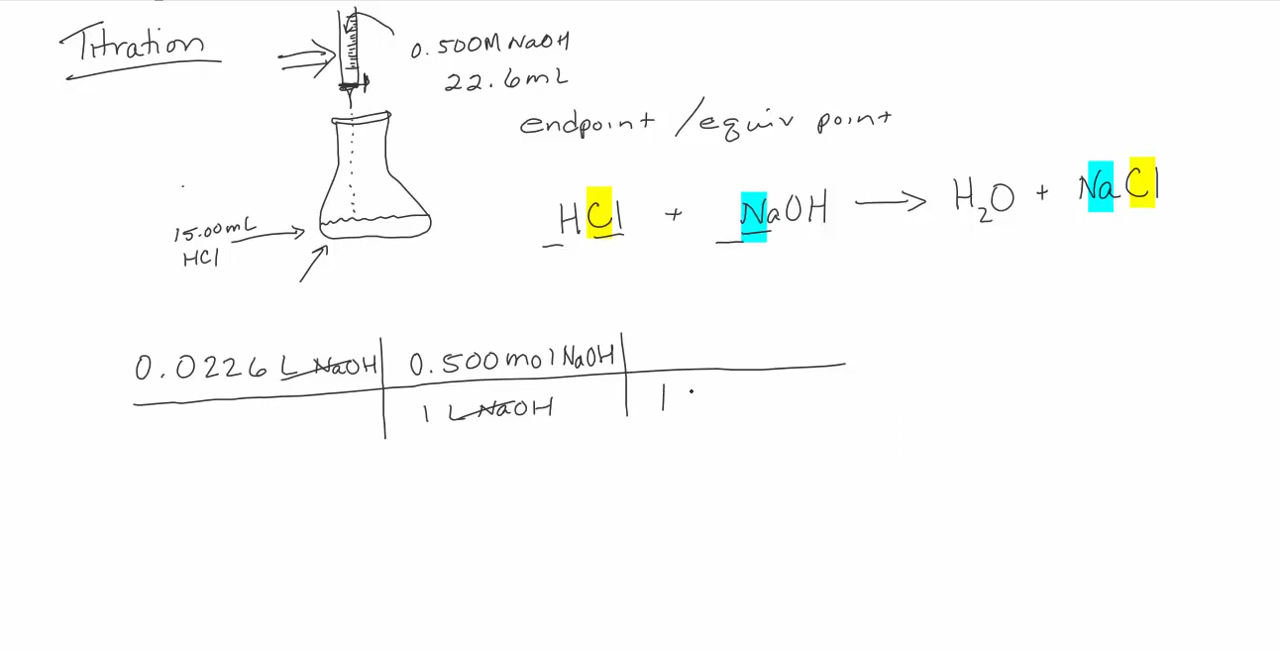 Titration
0.500M NaOH
22.6mL
endpoint / equiv point
HCl + NaOH → H₂O + NaCl
15.00mL
HCl
0.0226 L NaOH | 0.500 mol NaOH |
1 L NaOH | 1